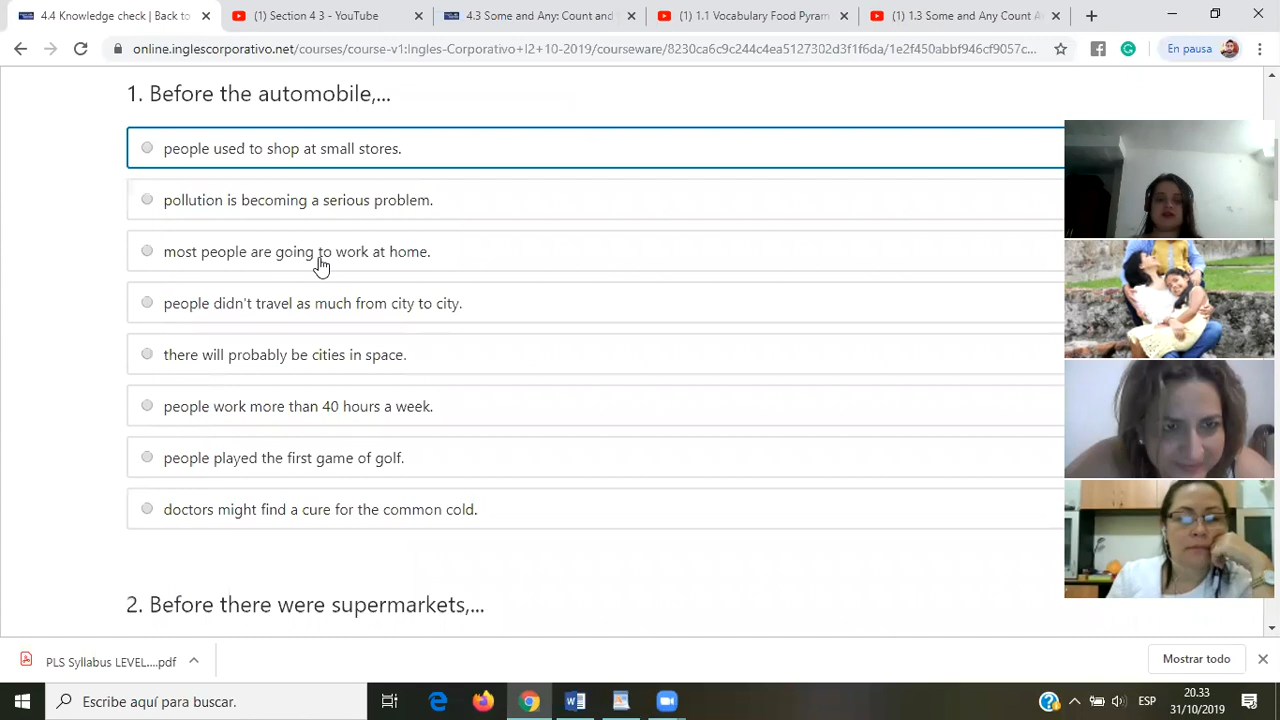 4.4 Knowledge check | Back to
(1) Section 4 3 - YouTube
4.3 Some and Any: Count and
(1) 1.1 Vocabulary Food Pyram
(1) 1.3 Some and Any Count A
online.inglescorporativo.net/courses/course-v1:Ingles-Corporativo+l2+10-2019/courseware/8230ca6c9c244c4ea5127302d3f1f6da/1e2f450abbf946cf9057c...
En pausa
1. Before the automobile,...
people used to shop at small stores.
pollution is becoming a serious problem.
most people are going to work at home.
people didn't travel as much from city to city.
there will probably be cities in space.
people work more than 40 hours a week.
people played the first game of golf.
doctors might find a cure for the common cold.
2. Before there were supermarkets,...
PLS Syllabus LEVEL....pdf
Mostrar todo
Escribe aquí para buscar.
ESP
20.33
31/10/2019